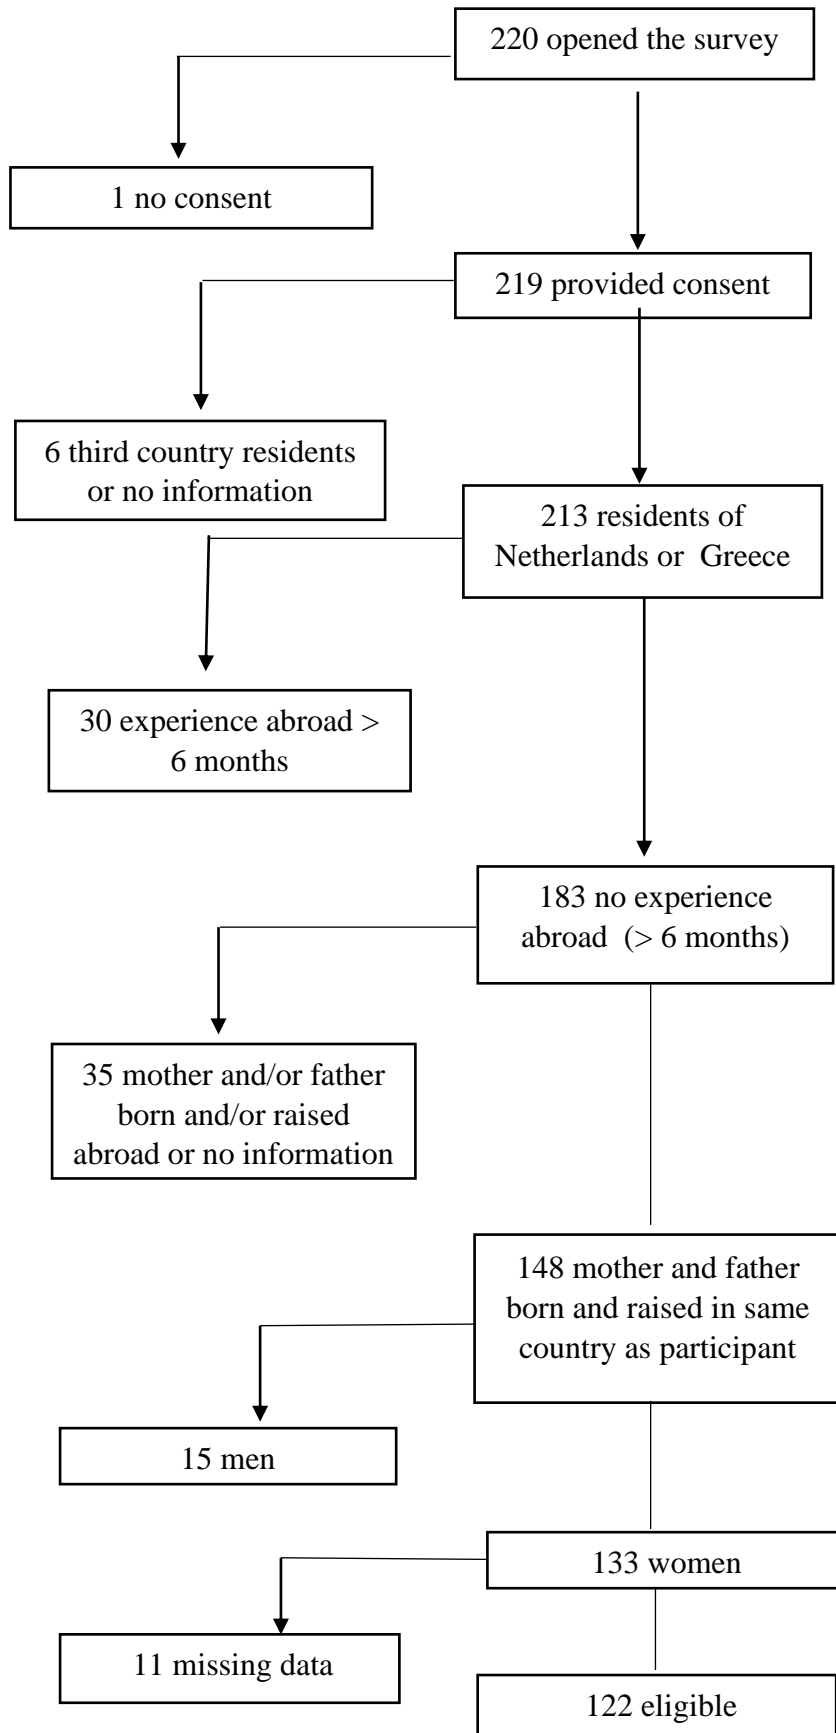 220 opened the survey
1 no consent
219 provided consent
6 third country residents
or no information
213 residents of
Netherlands or  Greece
30 experience abroad >
6 months
183 no experience
abroad  (> 6 months)
35 mother and/or father
born and/or raised
abroad or no information
148 mother and father
born and raised in same
country as participant
15 men
133 women
11 missing data
122 eligible